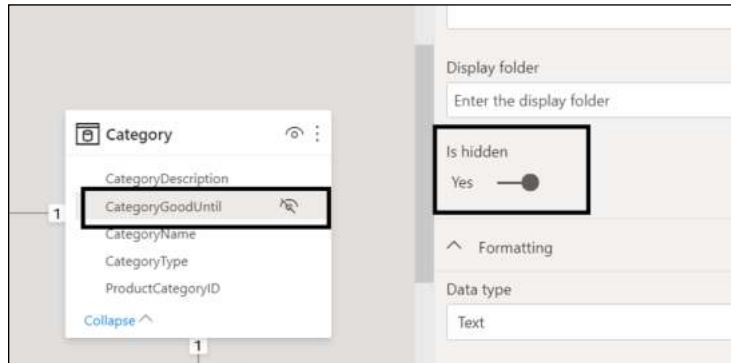 Category
CategoryDescription
CategoryGoodUntil
CategoryName
CategoryType
ProductCategoryID
Collapse
1
1
Display folder
Enter the display folder
Is hidden
Yes
Formatting
Data type
Text